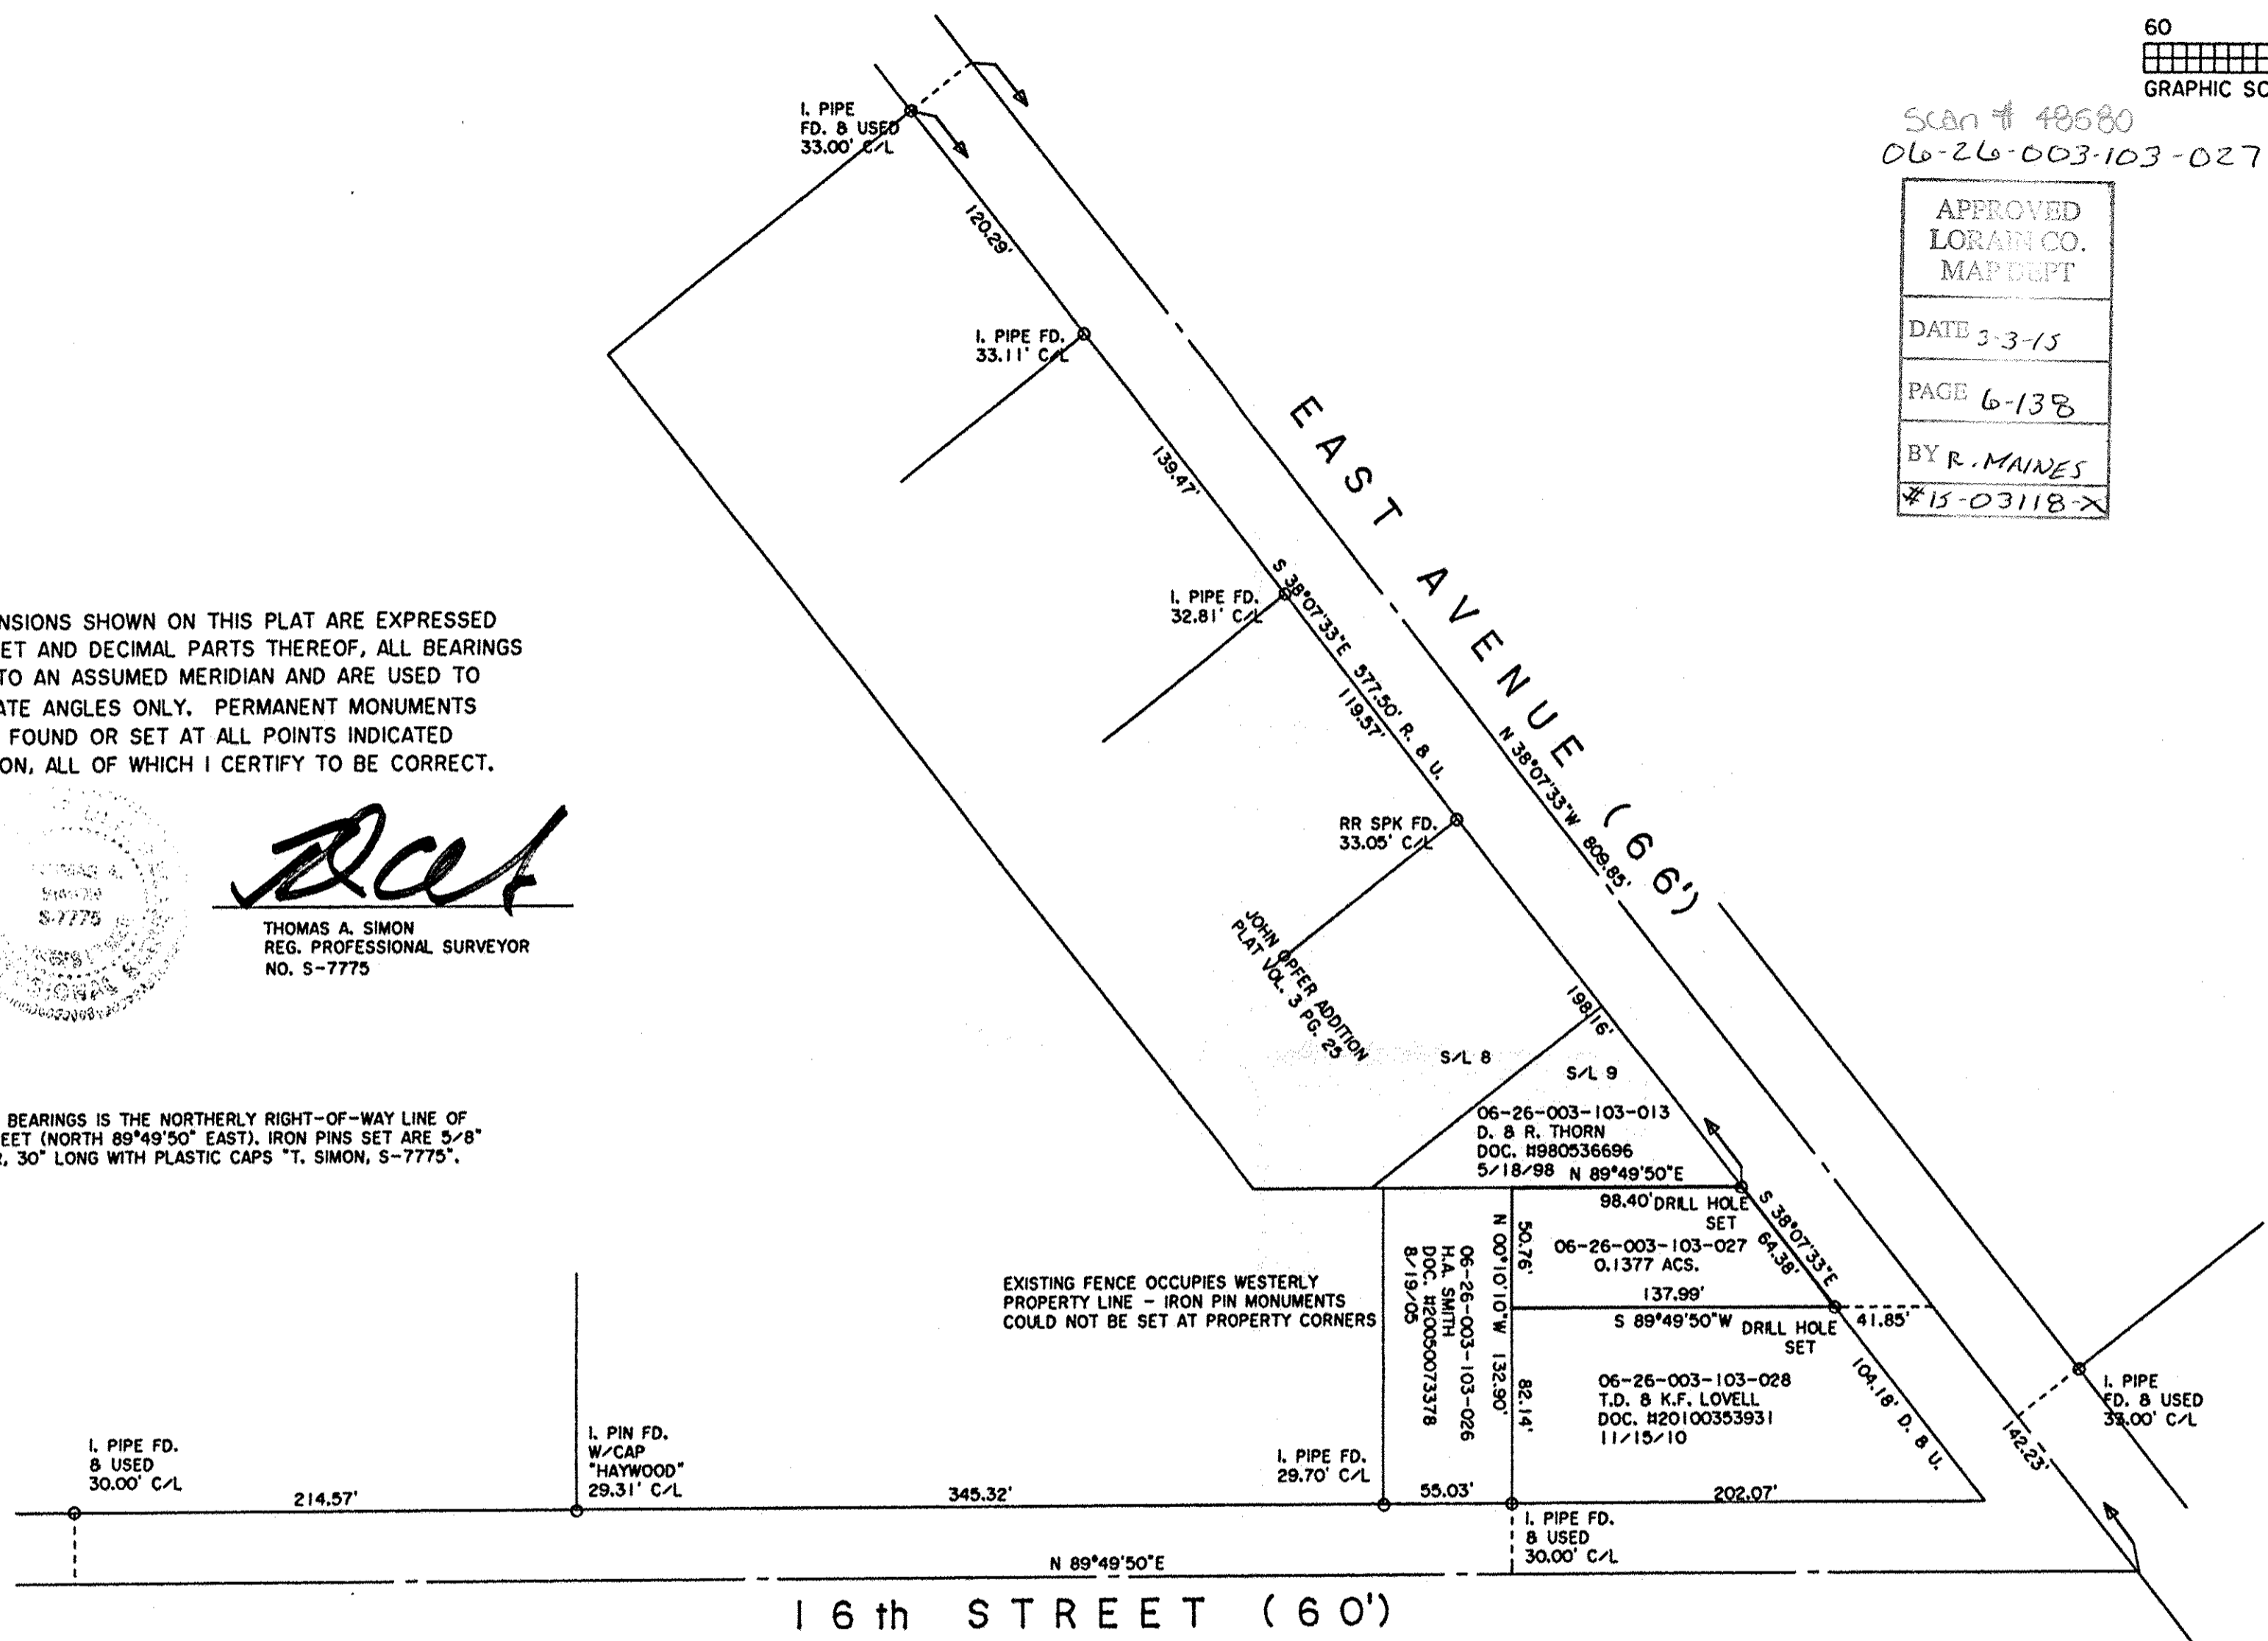 60
GRAPHIC SC
Scan # 48680
06-26-003-103-027
APPROVED
LORAIN CO.
MAP DEPT
DATE 3-3-15
PAGE 6-138
BY R. MAINES
#15-03118-X
I. PIPE
FD. & USED
33.00' C/L
120.29'
I. PIPE FD.
33.11' C/L
139.47'
EAST AVENUE (66')
I. PIPE FD.
32.81' C/L
S 38°07'33"E 577.50' R. & U.
119.57'
N 38°07'33"W 809.85'
RR SPK FD.
33.05' C/L
NSIONS SHOWN ON THIS PLAT ARE EXPRESSED
ET AND DECIMAL PARTS THEREOF, ALL BEARINGS
TO AN ASSUMED MERIDIAN AND ARE USED TO
ATE ANGLES ONLY. PERMANENT MONUMENTS
FOUND OR SET AT ALL POINTS INDICATED
ON, ALL OF WHICH I CERTIFY TO BE CORRECT.
S-7775
THOMAS A. SIMON
REG. PROFESSIONAL SURVEYOR
NO. S-7775
JOHN OPFER ADDITION
PLAT VOL. 3 PG. 25
198.16'
S/L 8
S/L 9
BEARINGS IS THE NORTHERLY RIGHT-OF-WAY LINE OF
EET (NORTH 89°49'50" EAST). IRON PINS SET ARE 5/8"
, 30" LONG WITH PLASTIC CAPS "T. SIMON, S-7775".
06-26-003-103-013
D. & R. THORN
DOC. #980536696
5/18/98
N 89°49'50"E
98.40'
DRILL HOLE
SET
S 38°07'33"E
64.38'
06-26-003-103-027
0.1377 ACS.
137.99'
S 89°49'50"W
DRILL HOLE
SET
41.85'
50.76'
N 00°10'10"W 132.90'
82.14'
06-26-003-103-026
H.A. SMITH
DOC. #20050073378
8/19/05
EXISTING FENCE OCCUPIES WESTERLY
PROPERTY LINE - IRON PIN MONUMENTS
COULD NOT BE SET AT PROPERTY CORNERS
06-26-003-103-028
T.D. & K.F. LOVELL
DOC. #20100353931
11/15/10
104.18' D. & U.
142.23'
I. PIPE
FD. & USED
33.00' C/L
I. PIPE FD.
& USED
30.00' C/L
214.57'
I. PIN FD.
W/CAP
"HAYWOOD"
29.31' C/L
345.32'
I. PIPE FD.
29.70' C/L
55.03'
202.07'
I. PIPE FD.
& USED
30.00' C/L
N 89°49'50"E
16th STREET (60')